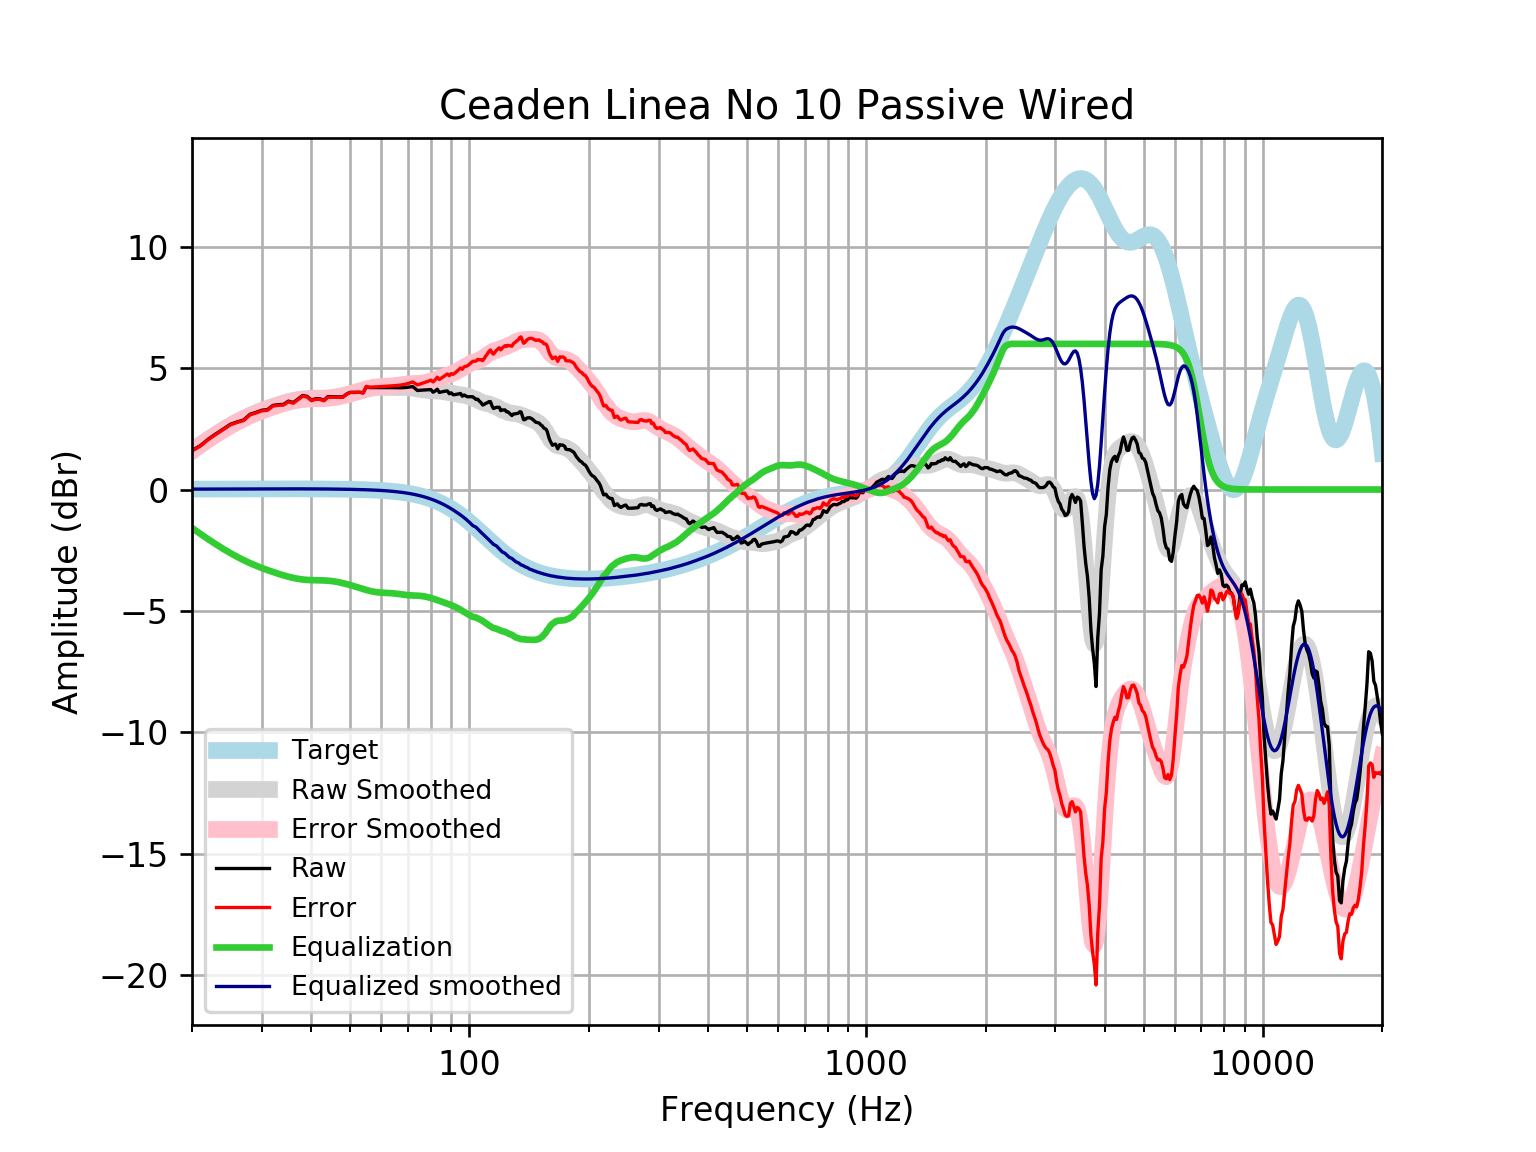 Ceaden Linea No 10 Passive Wired
Amplitude (dBr)
10
5
0
−5
−10
−15
−20
Target
Raw Smoothed
Error Smoothed
Raw
Error
Equalization
Equalized smoothed
100
1000
10000
Frequency (Hz)